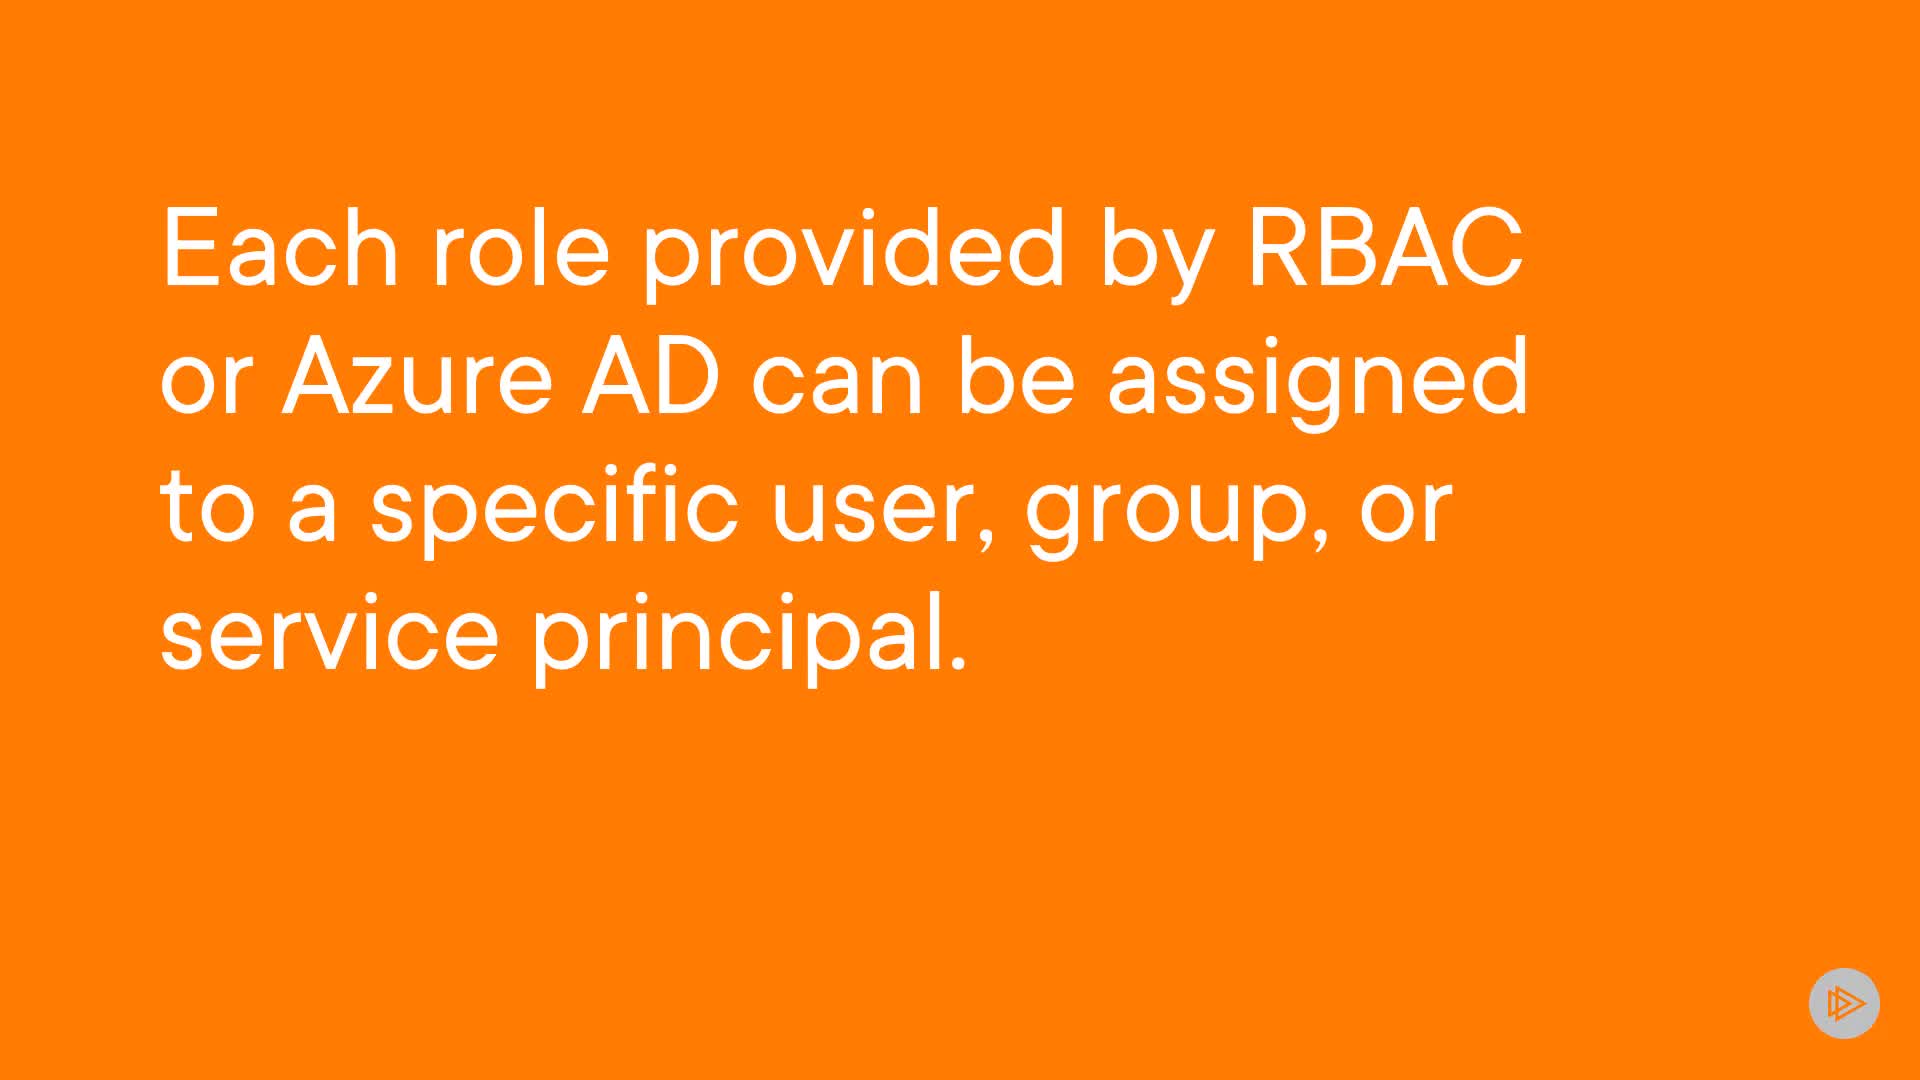 Each role provided by RBAC
or Azure AD can be assigned
to a specific user, group, or
service principal.